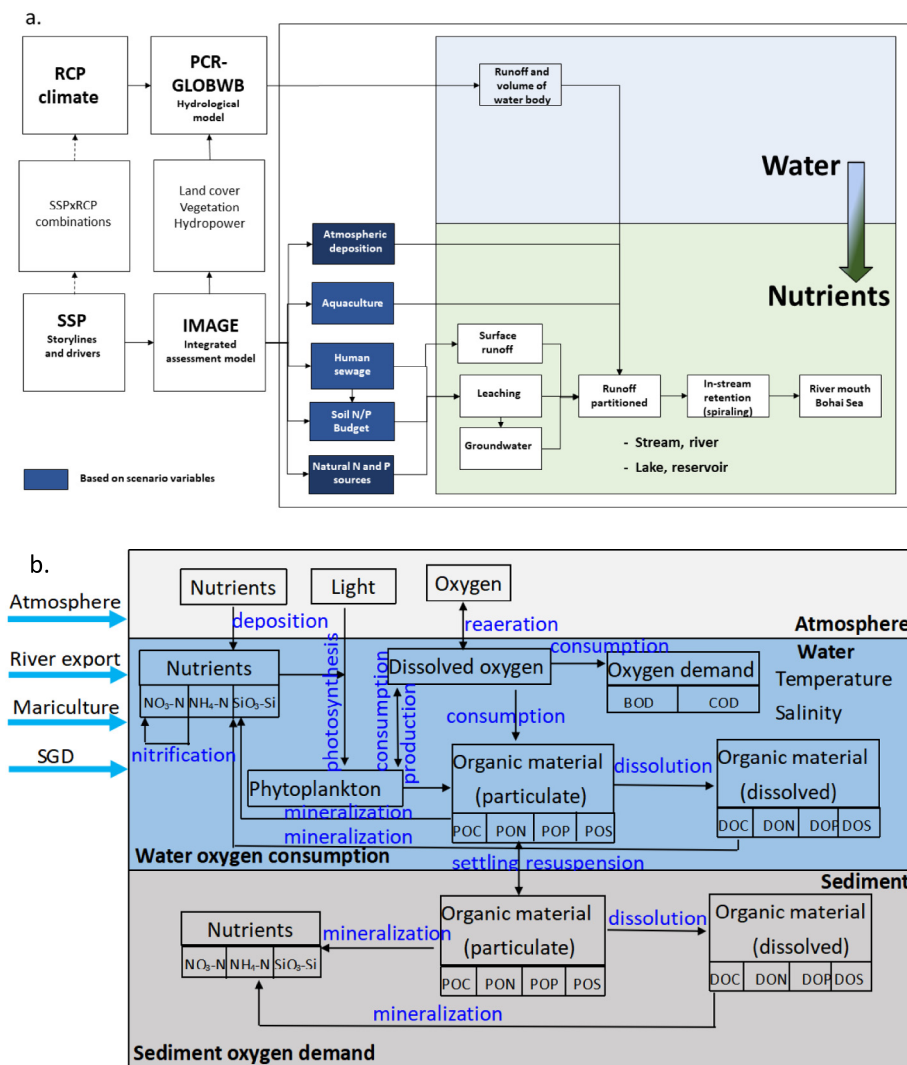 a.
RCP
climate
PCR-
GLOBWB
Hydrological
model
Runoff and
volume of
water body
Water
SSPxRCP
combinations
Land cover
Vegetation
Hydropower
Atmospheric
deposition
Nutrients
SSP
Storylines
and drivers
IMAGE
Integrated
assessment model
Aquaculture
Human
sewage
Surface
runoff
Leaching
Runoff
partitioned
In-stream
retention
(spiraling)
River mouth
Bohai Sea
Soil N/P
Budget
Groundwater
- Stream, river
- Lake, reservoir
Natural N and P
sources
Based on scenario variables
b.
Atmosphere
River export
Mariculture
SGD
Nutrients
Light
Oxygen
deposition
reaeration
Atmosphere
photosynthesis
consumption
Water
Nutrients
NO₃-N NH₄-N SiO₃-Si
nitrification
Dissolved oxygen
Oxygen demand
BOD COD
Temperature
Salinity
consumption
production
consumption
Phytoplankton
Organic material
(particulate)
POC PON POP POS
dissolution
Organic material
(dissolved)
DOC DON DOP DOS
mineralization
mineralization
Water oxygen consumption
settling resuspension
Sediment
Nutrients
NO₃-N NH₄-N SiO₃-Si
mineralization
Organic material
(particulate)
POC PON POP POS
dissolution
Organic material
(dissolved)
DOC DON DOP DOS
mineralization
Sediment oxygen demand